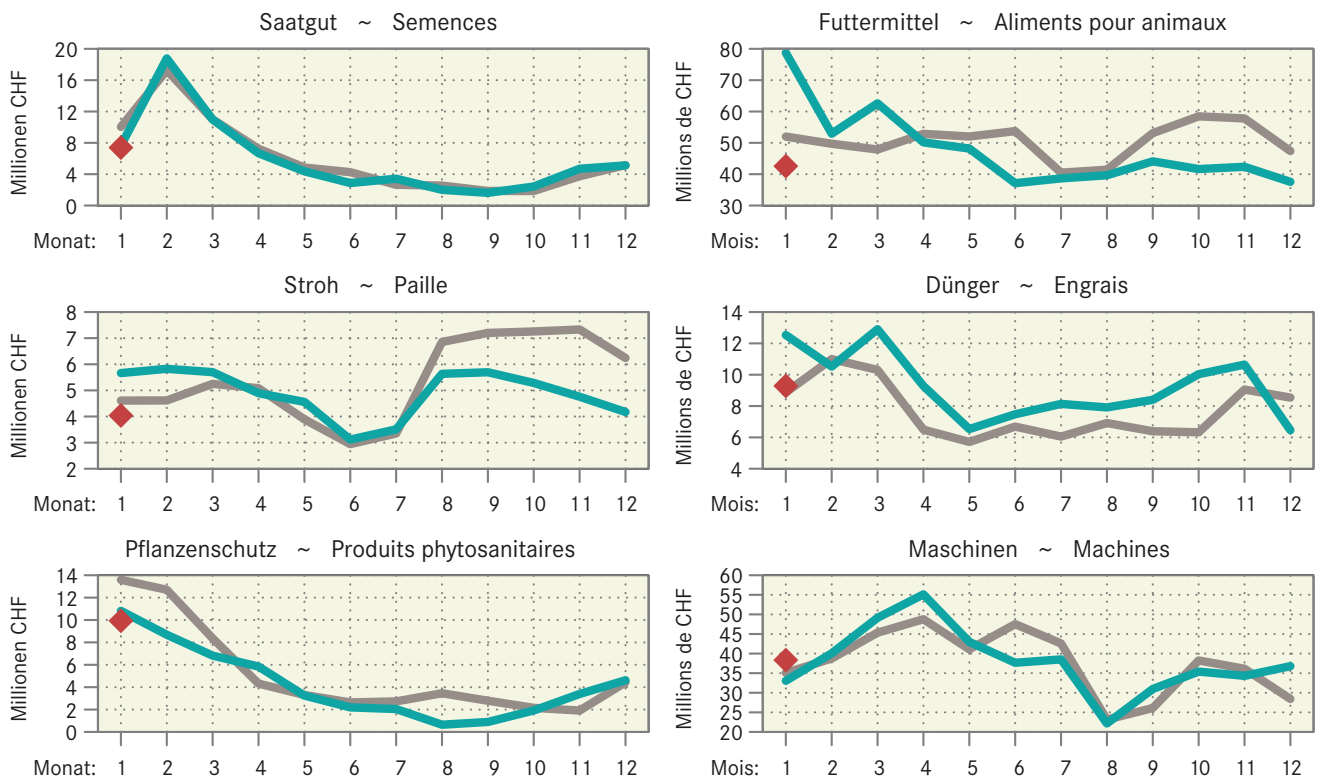 Saatgut ~ Semences
Millionen CHF
20
16
12
8
4
0
Monat: 1 2 3 4 5 6 7 8 9 10 11 12
Futtermittel ~ Aliments pour animaux
Millions de CHF
80
70
60
50
40
30
Mois: 1 2 3 4 5 6 7 8 9 10 11 12
Stroh ~ Paille
Millionen CHF
8
7
6
5
4
3
2
Monat: 1 2 3 4 5 6 7 8 9 10 11 12
Dünger ~ Engrais
Millions de CHF
14
12
10
8
6
4
Mois: 1 2 3 4 5 6 7 8 9 10 11 12
Pflanzenschutz ~ Produits phytosanitaires
Millionen CHF
14
12
10
8
6
4
2
0
Monat: 1 2 3 4 5 6 7 8 9 10 11 12
Maschinen ~ Machines
Millions de CHF
60
55
50
45
40
35
30
25
20
Mois: 1 2 3 4 5 6 7 8 9 10 11 12